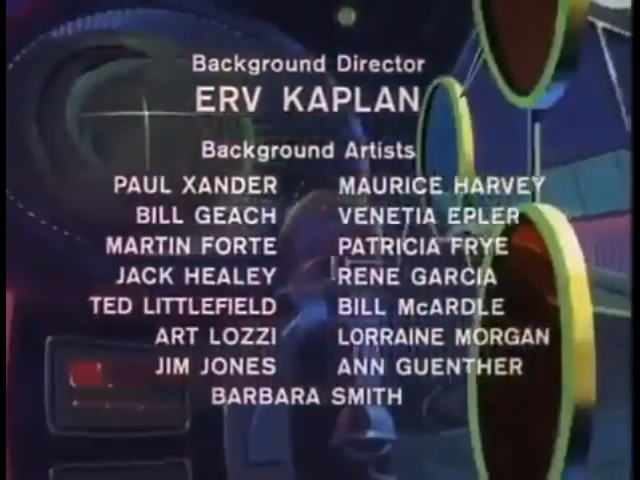 Background Director
ERV KAPLAN
Background Artists
PAUL XANDER MAURICE HARVEY
BILL GEACH VENETIA EPLER
MARTIN FORTE PATRICIA FRYE
JACK HEALEY RENE GARCIA
TED LITTLEFIELD BILL McARDLE
ART LOZZI LORRAINE MORGAN
JIM JONES ANN GUENTHER
BARBARA SMITH